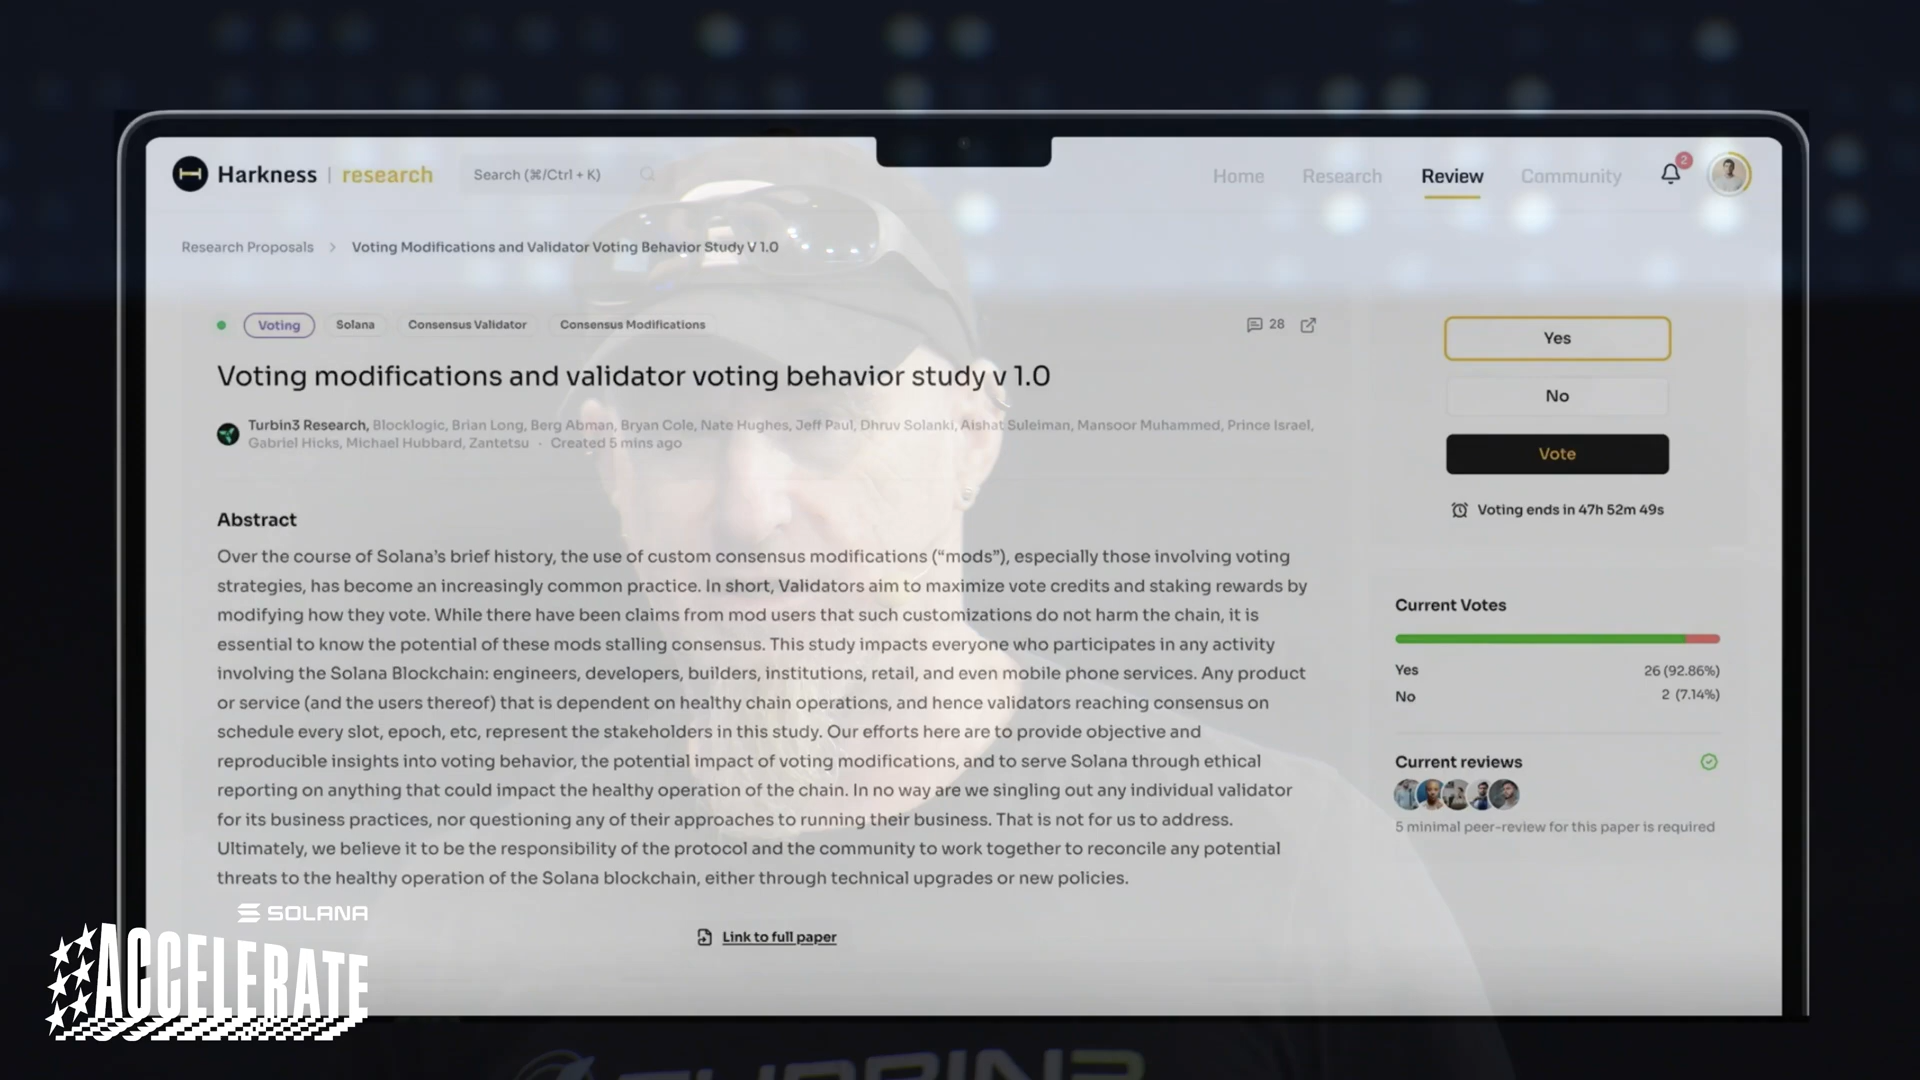 Harkness | research
Search (⌘/Ctrl + K)
Home
Research
Review
Community
2
Research Proposals > Voting Modifications and Validator Voting Behavior Study V 1.0
Voting
Solana
Consensus Validator
Consensus Modifications
28
Voting modifications and validator voting behavior study v 1.0
Turbin3 Research, Blocklogic, Brian Long, Berg Abman, Bryan Cole, Nate Hughes, Jeff Paul, Dhruv Solanki, Aishat Suleiman, Mansoor Muhammed, Prince Israel,
Gabriel Hicks, Michael Hubbard, Zantetsu · Created 5 mins ago
Abstract
Over the course of Solana’s brief history, the use of custom consensus modifications (“mods”), especially those involving voting
strategies, has become an increasingly common practice. In short, Validators aim to maximize vote credits and staking rewards by
modifying how they vote. While there have been claims from mod users that such customizations do not harm the chain, it is
essential to know the potential of these mods stalling consensus. This study impacts everyone who participates in any activity
involving the Solana Blockchain: engineers, developers, builders, institutions, retail, and even mobile phone services. Any product
or service (and the users thereof) that is dependent on healthy chain operations, and hence validators reaching consensus on
schedule every slot, epoch, etc, represent the stakeholders in this study. Our efforts here are to provide objective and
reproducible insights into voting behavior, the potential impact of voting modifications, and to serve Solana through ethical
reporting on anything that could impact the healthy operation of the chain. In no way are we singling out any individual validator
for its business practices, nor questioning any of their approaches to running their business. That is not for us to address.
Ultimately, we believe it to be the responsibility of the protocol and the community to work together to reconcile any potential
threats to the healthy operation of the Solana blockchain, either through technical upgrades or new policies.
Link to full paper
Yes
No
Vote
Voting ends in 47h 52m 49s
Current Votes
Yes 26 (92.86%)
No 2 (7.14%)
Current reviews
5 minimal peer-review for this paper is required
SOLANA
ACCELERATE
TURBIN3